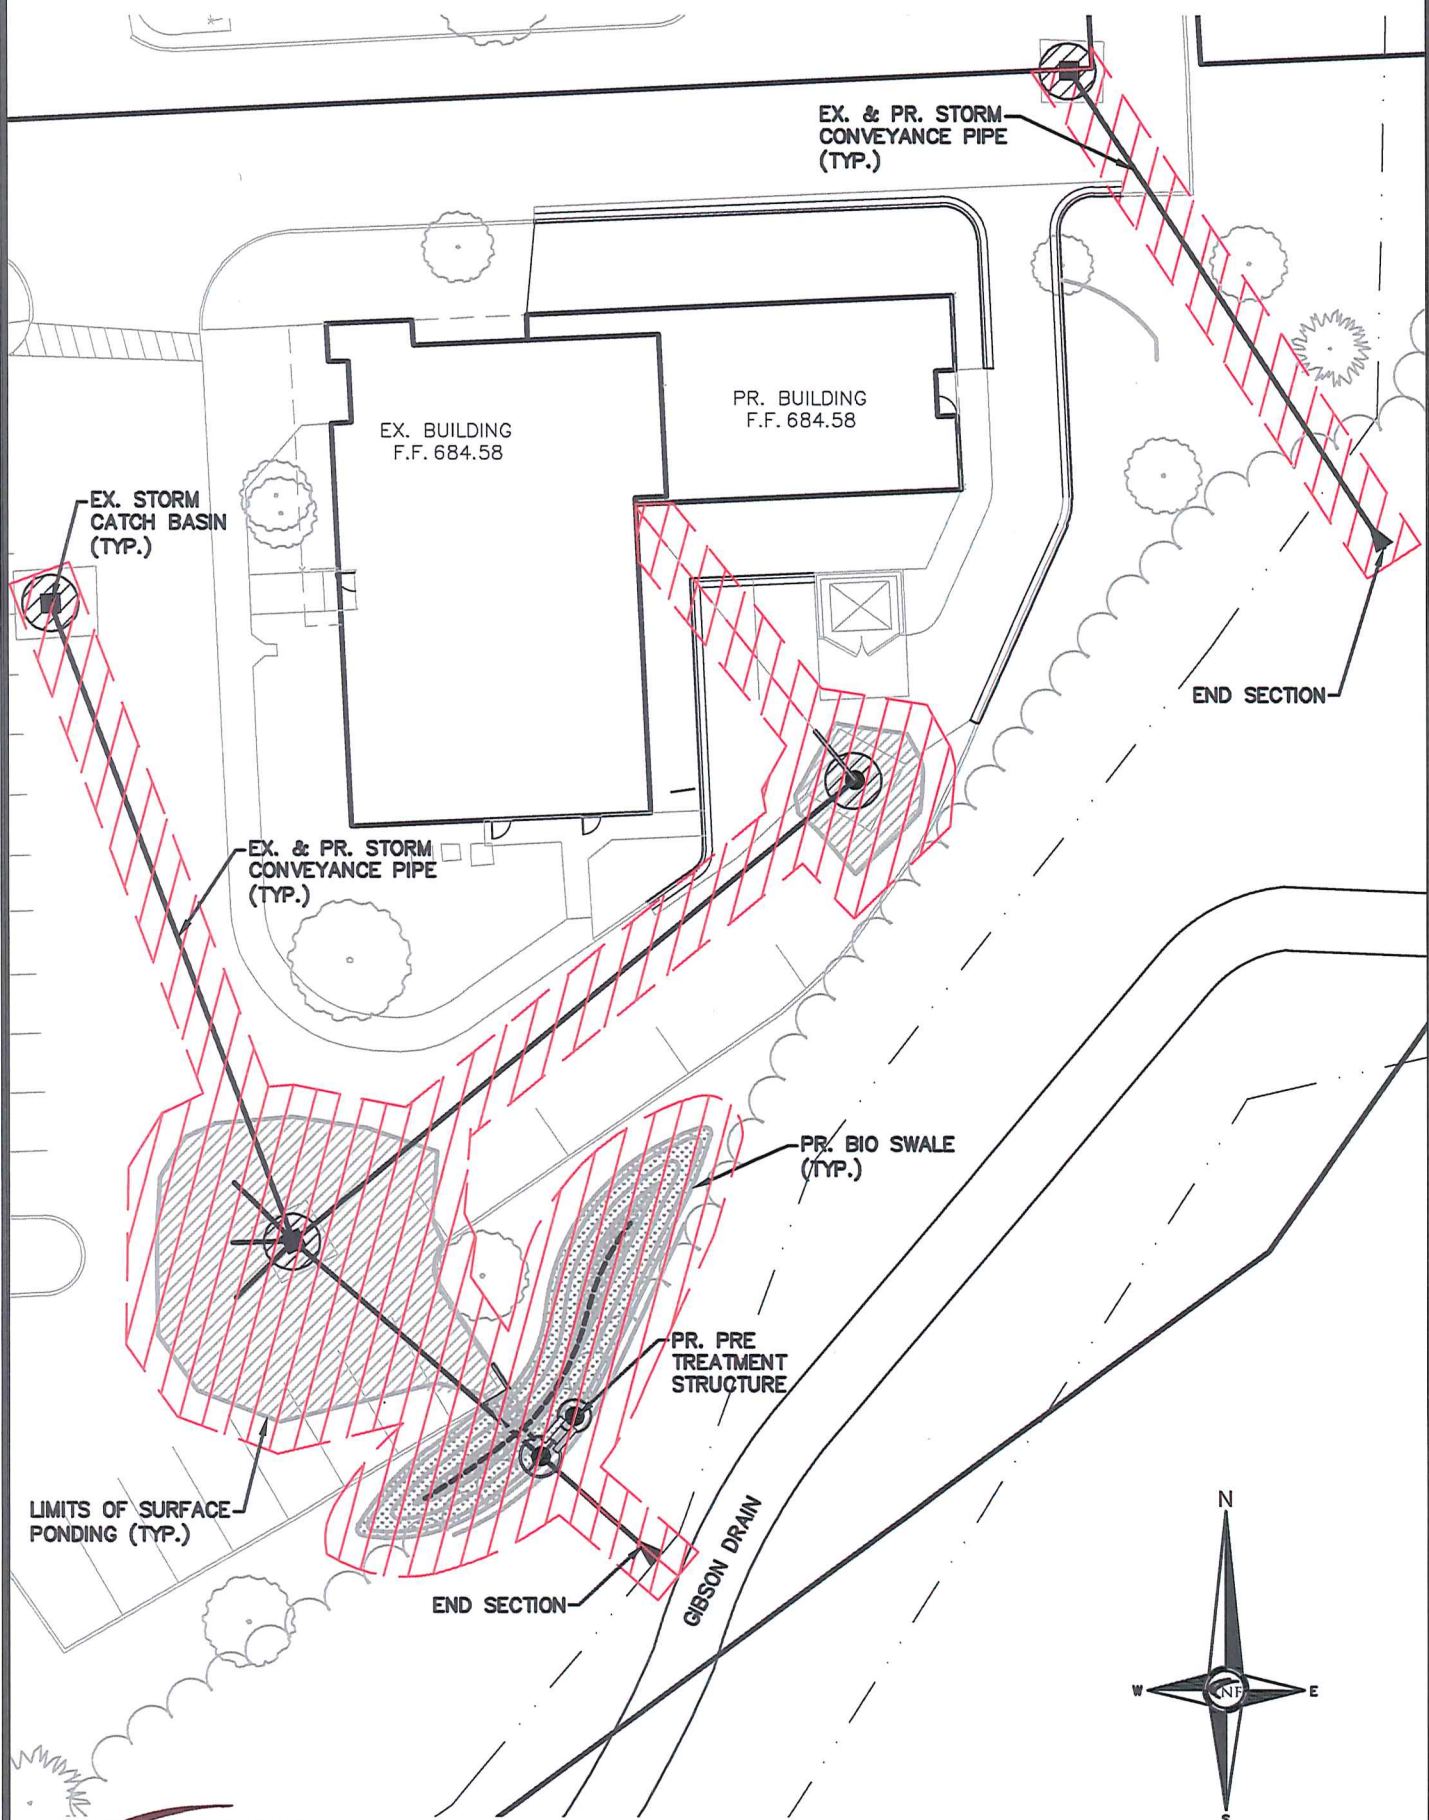 EX. & PR. STORM
CONVEYANCE PIPE
(TYP.)
PR. BUILDING
F.F. 684.58
EX. BUILDING
F.F. 684.58
EX. STORM
CATCH BASIN
(TYP.)
END SECTION
EX. & PR. STORM
CONVEYANCE PIPE
(TYP.)
PR. BIO SWALE
(TYP.)
PR. PRE
TREATMENT
STRUCTURE
LIMITS OF SURFACE
PONDING (TYP.)
END SECTION
GIBSON DRAIN
N
W
NF
E
S